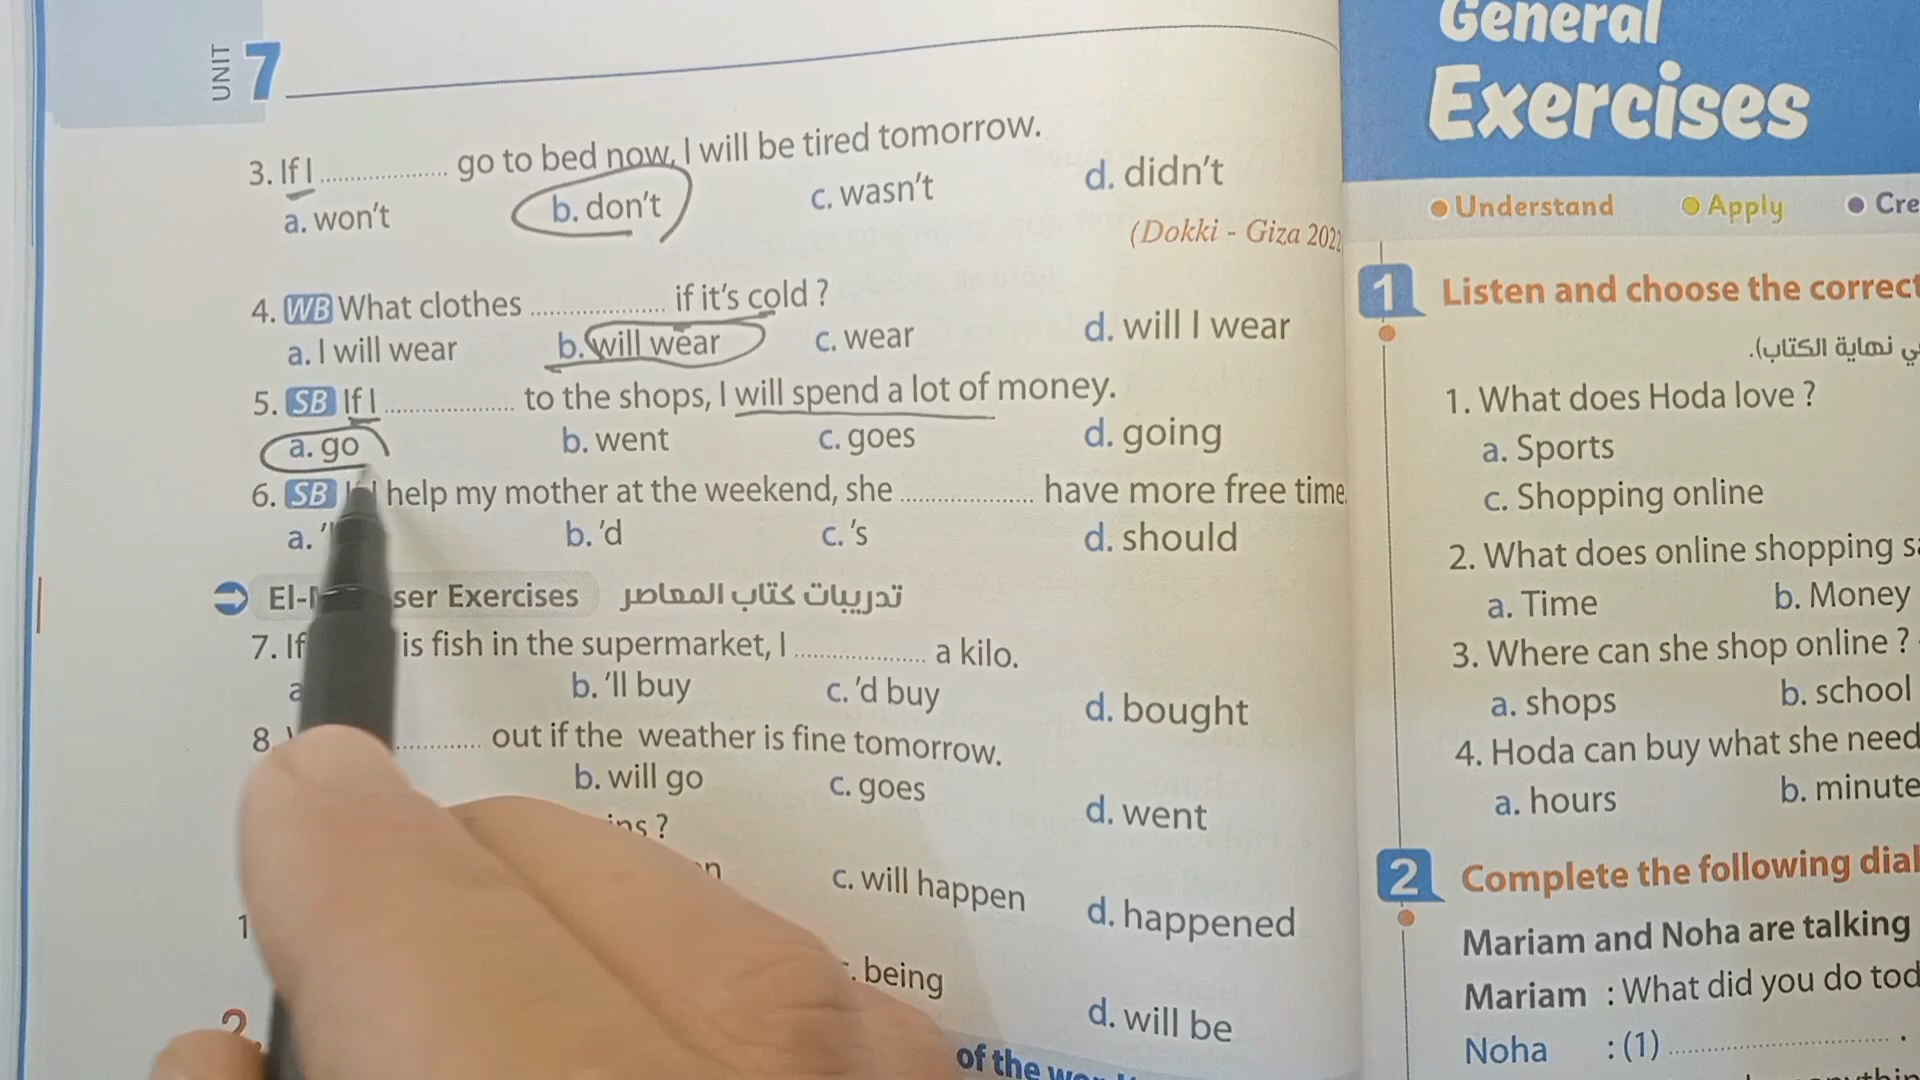 UNIT 7
3. If I .................... go to bed now, I will be tired tomorrow.
a. won't b. don't c. wasn't d. didn't
(Dokki - Giza 202
4. WB What clothes .................... if it's cold ?
a. I will wear b. will wear c. wear d. will I wear
5. SB If I .................... to the shops, I will spend a lot of money.
a. go b. went c. goes d. going
6. SB help my mother at the weekend, she .................... have more free time
a. b. 'd c. 's d. should
El- ser Exercises تدريبات كتاب المعاصر
7. If is fish in the supermarket, I .................... a kilo.
b. 'll buy c. 'd buy d. bought
8. .............. out if the weather is fine tomorrow.
b. will go c. goes d. went
?
c. will happen d. happened
being d. will be
of the
General
Exercises
Understand Apply
1 Listen and choose the correct
نهاية الكتاب).
1. What does Hoda love ?
a. Sports
c. Shopping online
2. What does online shopping
a. Time b. Money
3. Where can she shop online ?
a. shops b. school
4. Hoda can buy what she need
a. hours b. minute
2 Complete the following
Mariam and Noha are talking
Mariam : What did you do
Noha : (1) ....................